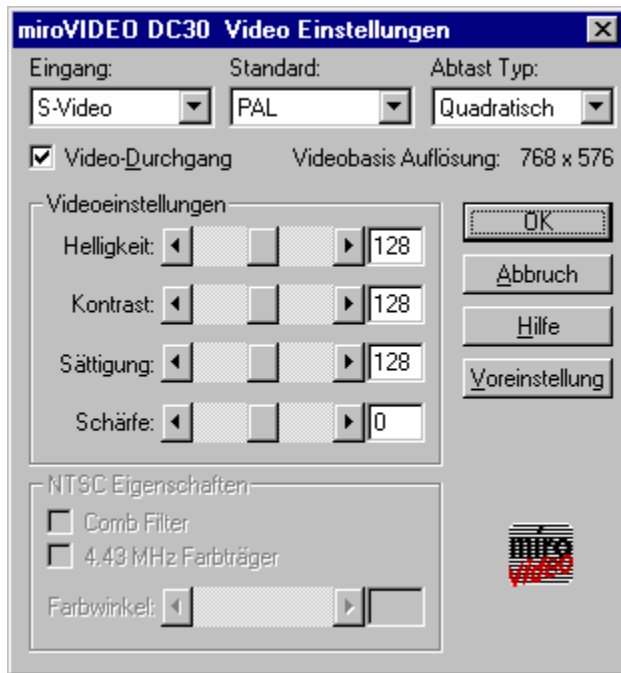 miroVIDEO DC30 Video Einstellungen
Eingang: Standard: Abtast Typ:
S-Video PAL Quadratisch
Video-Durchgang Videobasis Auflösung: 768 x 576
Videoeinstellungen
Helligkeit: 128
Kontrast: 128
Sättigung: 128
Schärfe: 0
OK
Abbruch
Hilfe
Voreinstellung
NTSC Eigenschaften
Comb Filter
4.43 MHz Farbträger
Farbwinkel:
miro
video